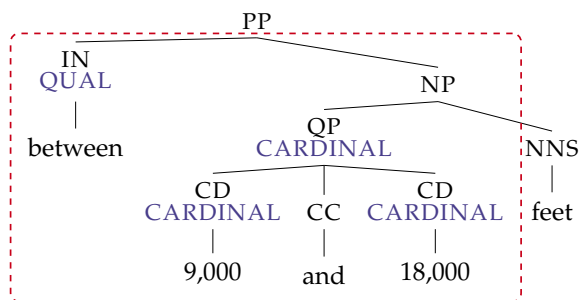 PP
IN
QUAL
NP
QP
between
CARDINAL
NNS
CD
CD
CARDINAL
CC
CARDINAL
feet
9,000
and
18,000